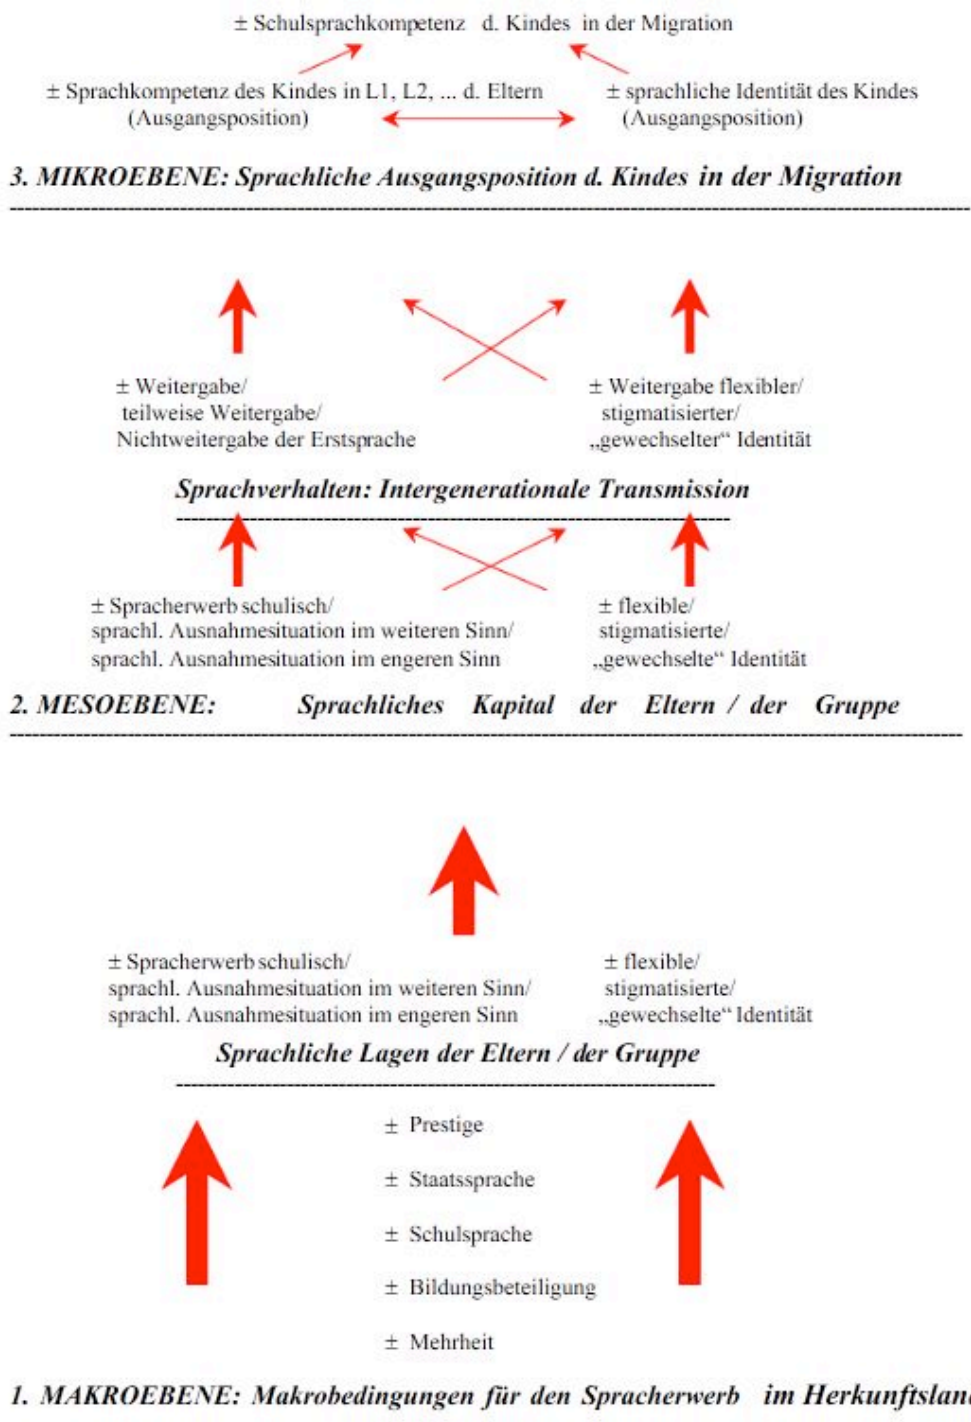 ± Schulsprachkompetenz d. Kindes in der Migration
± Sprachkompetenz des Kindes in L1, L2, ... d. Eltern ± sprachliche Identität des Kindes
(Ausgangsposition) (Ausgangsposition)
3. MIKROEBENE: Sprachliche Ausgangsposition d. Kindes in der Migration
± Weitergabe/ ± Weitergabe flexibler/
teilweise Weitergabe/ stigmatisierter/
Nichtweitergabe der Erstsprache „gewechselter“ Identität
Sprachverhalten: Intergenerationale Transmission
± Spracherwerb schulisch/ ± flexible/
sprachl. Ausnahmesituation im weiteren Sinn/ stigmatisierte/
sprachl. Ausnahmesituation im engeren Sinn „gewechselte“ Identität
2. MESOEBENE: Sprachliches Kapital der Eltern / der Gruppe
± Spracherwerb schulisch/ ± flexible/
sprachl. Ausnahmesituation im weiteren Sinn/ stigmatisierte/
sprachl. Ausnahmesituation im engeren Sinn „gewechselte“ Identität
Sprachliche Lagen der Eltern / der Gruppe
± Prestige
± Staatssprache
± Schulsprache
± Bildungsbeteiligung
± Mehrheit
1. MAKROEBENE: Makrobedingungen für den Spracherwerb im Herkunftsland